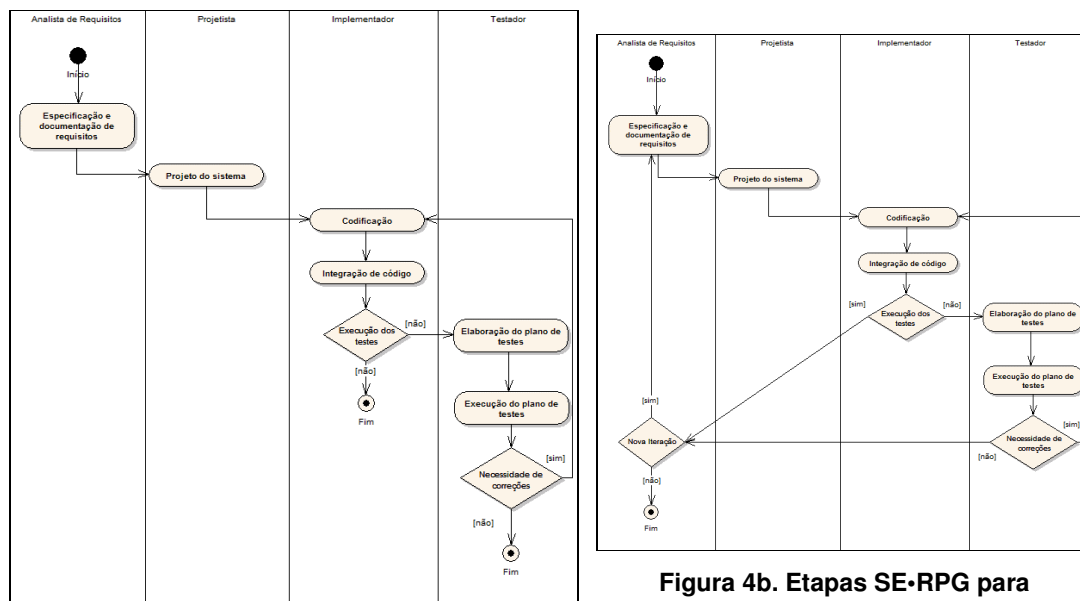 Analista de Requisitos
Projetista
Implementador
Testador
Início
Especificação e
documentação de
requisitos
Projeto do sistema
Codificação
Integração de código
Execução dos
testes
[não]
[não]
Fim
Elaboração do plano de
testes
Execução do plano de
testes
[sim]
Necessidade de
correções
[não]
Fim
Analista de Requisitos
Projetista
Implementador
Testador
Início
Especificação e
documentação de
requisitos
Projeto do sistema
Codificação
Integração de código
[sim]
Execução dos
testes
[não]
Elaboração do plano de
testes
Execução do plano de
testes
[sim]
Necessidade de
correções
[não]
[sim]
Nova Iteração
[não]
Fim
Figura 4b. Etapas SE•RPG para